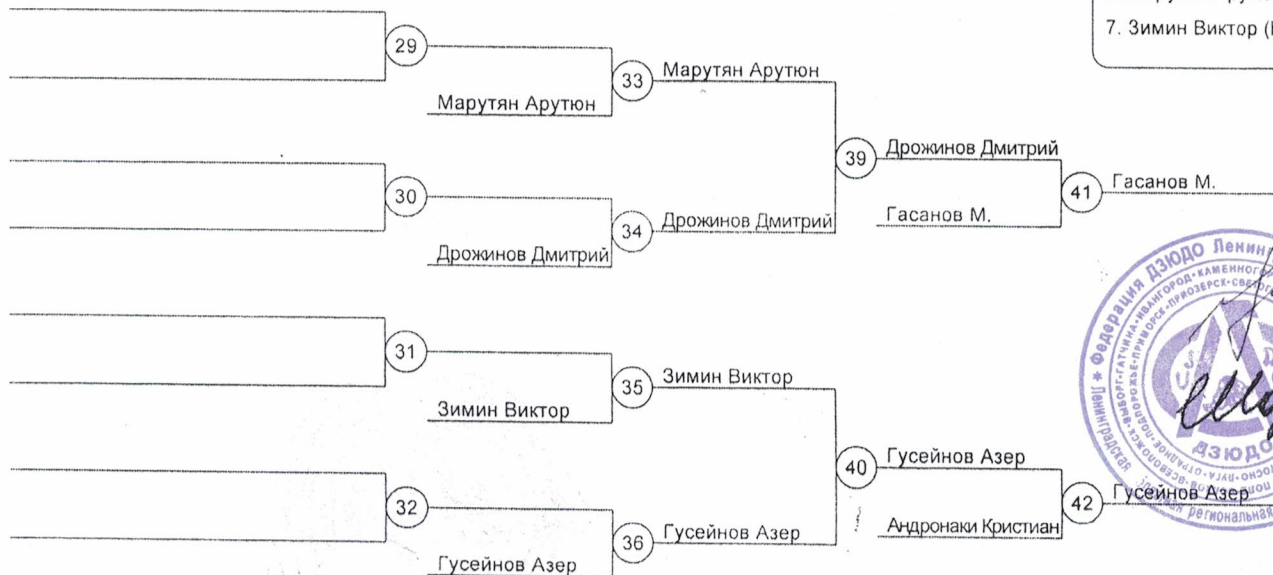 7. Зимин Виктор
29
33
Марутян Арутюн
Марутян Арутюн
39
Дрожинов Дмитрий
30
34
Дрожинов Дмитрий
Дрожинов Дмитрий
Гасанов М.
41
Гасанов М.
31
35
Зимин Виктор
Зимин Виктор
40
Гусейнов Азер
32
36
Гусейнов Азер
Гусейнов Азер
Андронаки Кристиан
42
Гусейнов Азер
Федерация ДЗЮДО
ДЗЮДО
региональная